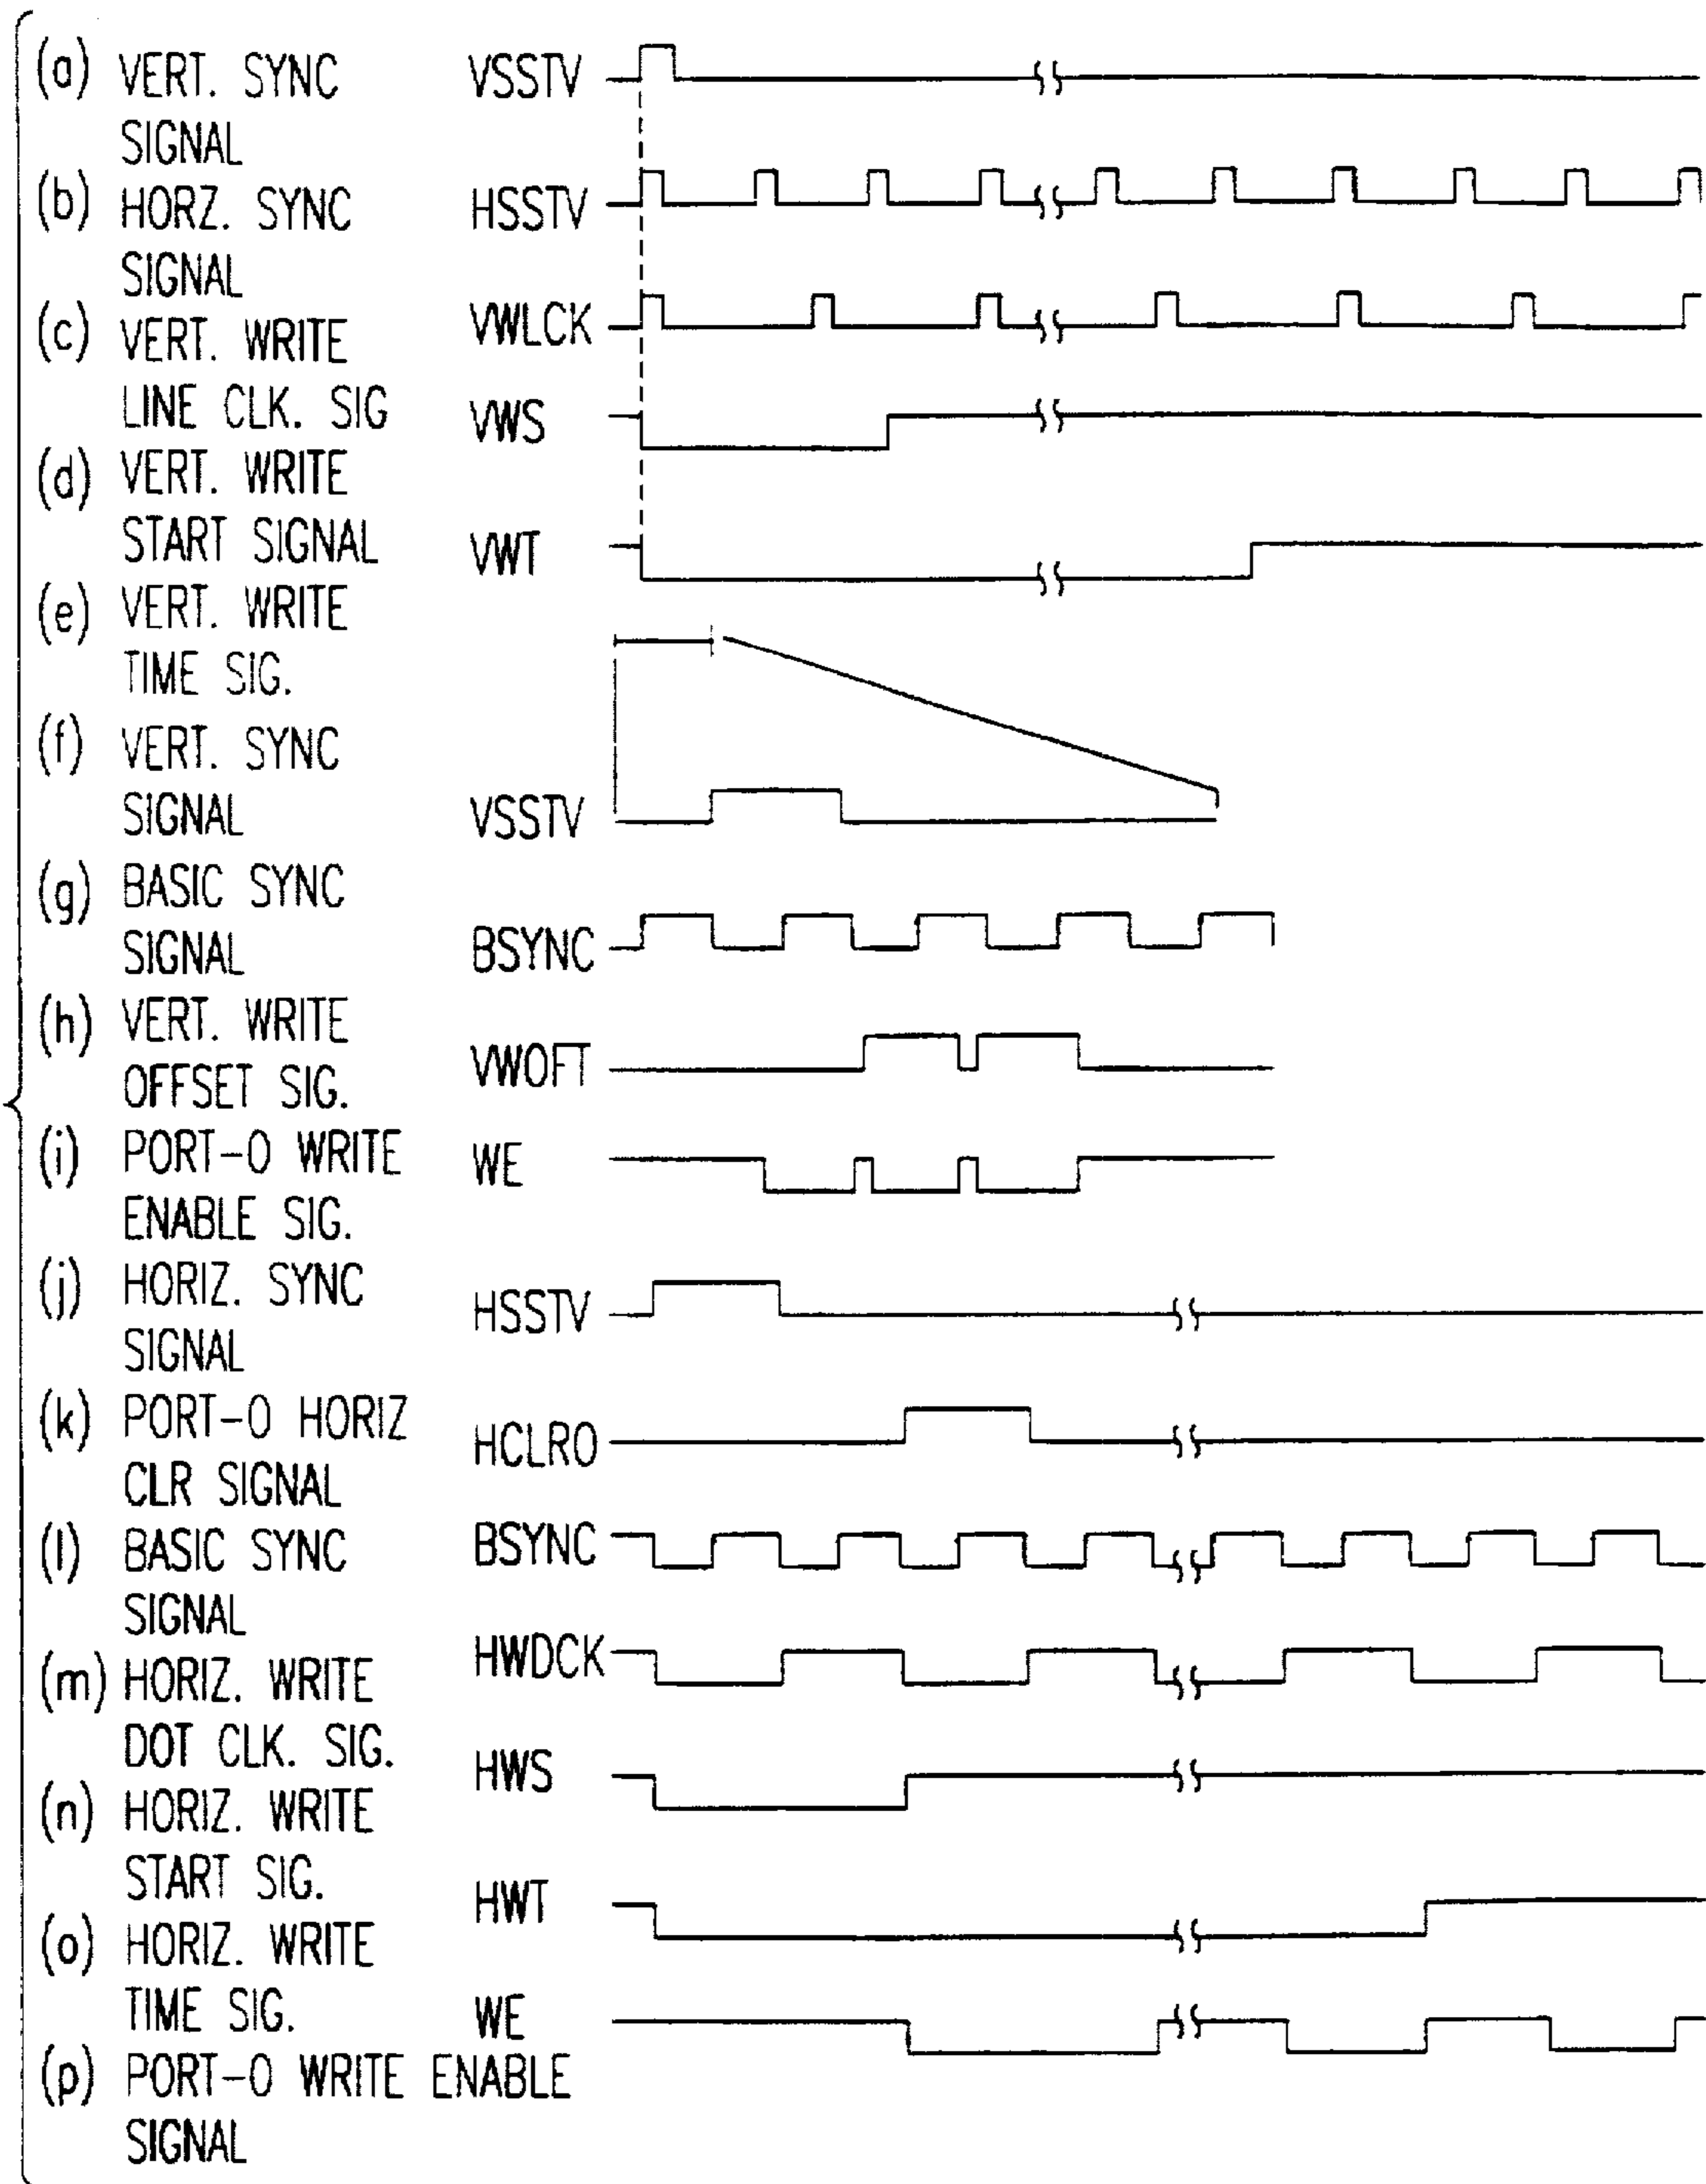 (a) VERT. SYNC VSSTV
SIGNAL
(b) HORZ. SYNC HSSTV
SIGNAL
(c) VERT. WRITE VWLCK
LINE CLK. SIG VWS
(d) VERT. WRITE
START SIGNAL VWT
(e) VERT. WRITE
TIME SIG.
(f) VERT. SYNC
SIGNAL VSSTV
(g) BASIC SYNC
SIGNAL BSYNC
(h) VERT. WRITE VWOFT
OFFSET SIG.
(i) PORT-0 WRITE WE
ENABLE SIG.
(j) HORIZ. SYNC HSSTV
SIGNAL
(k) PORT-0 HORIZ HCLRO
CLR SIGNAL
(l) BASIC SYNC BSYNC
SIGNAL
(m) HORIZ. WRITE HWDCK
DOT CLK. SIG. HWS
(n) HORIZ. WRITE
START SIG. HWT
(o) HORIZ. WRITE
TIME SIG. WE
(p) PORT-0 WRITE ENABLE
SIGNAL